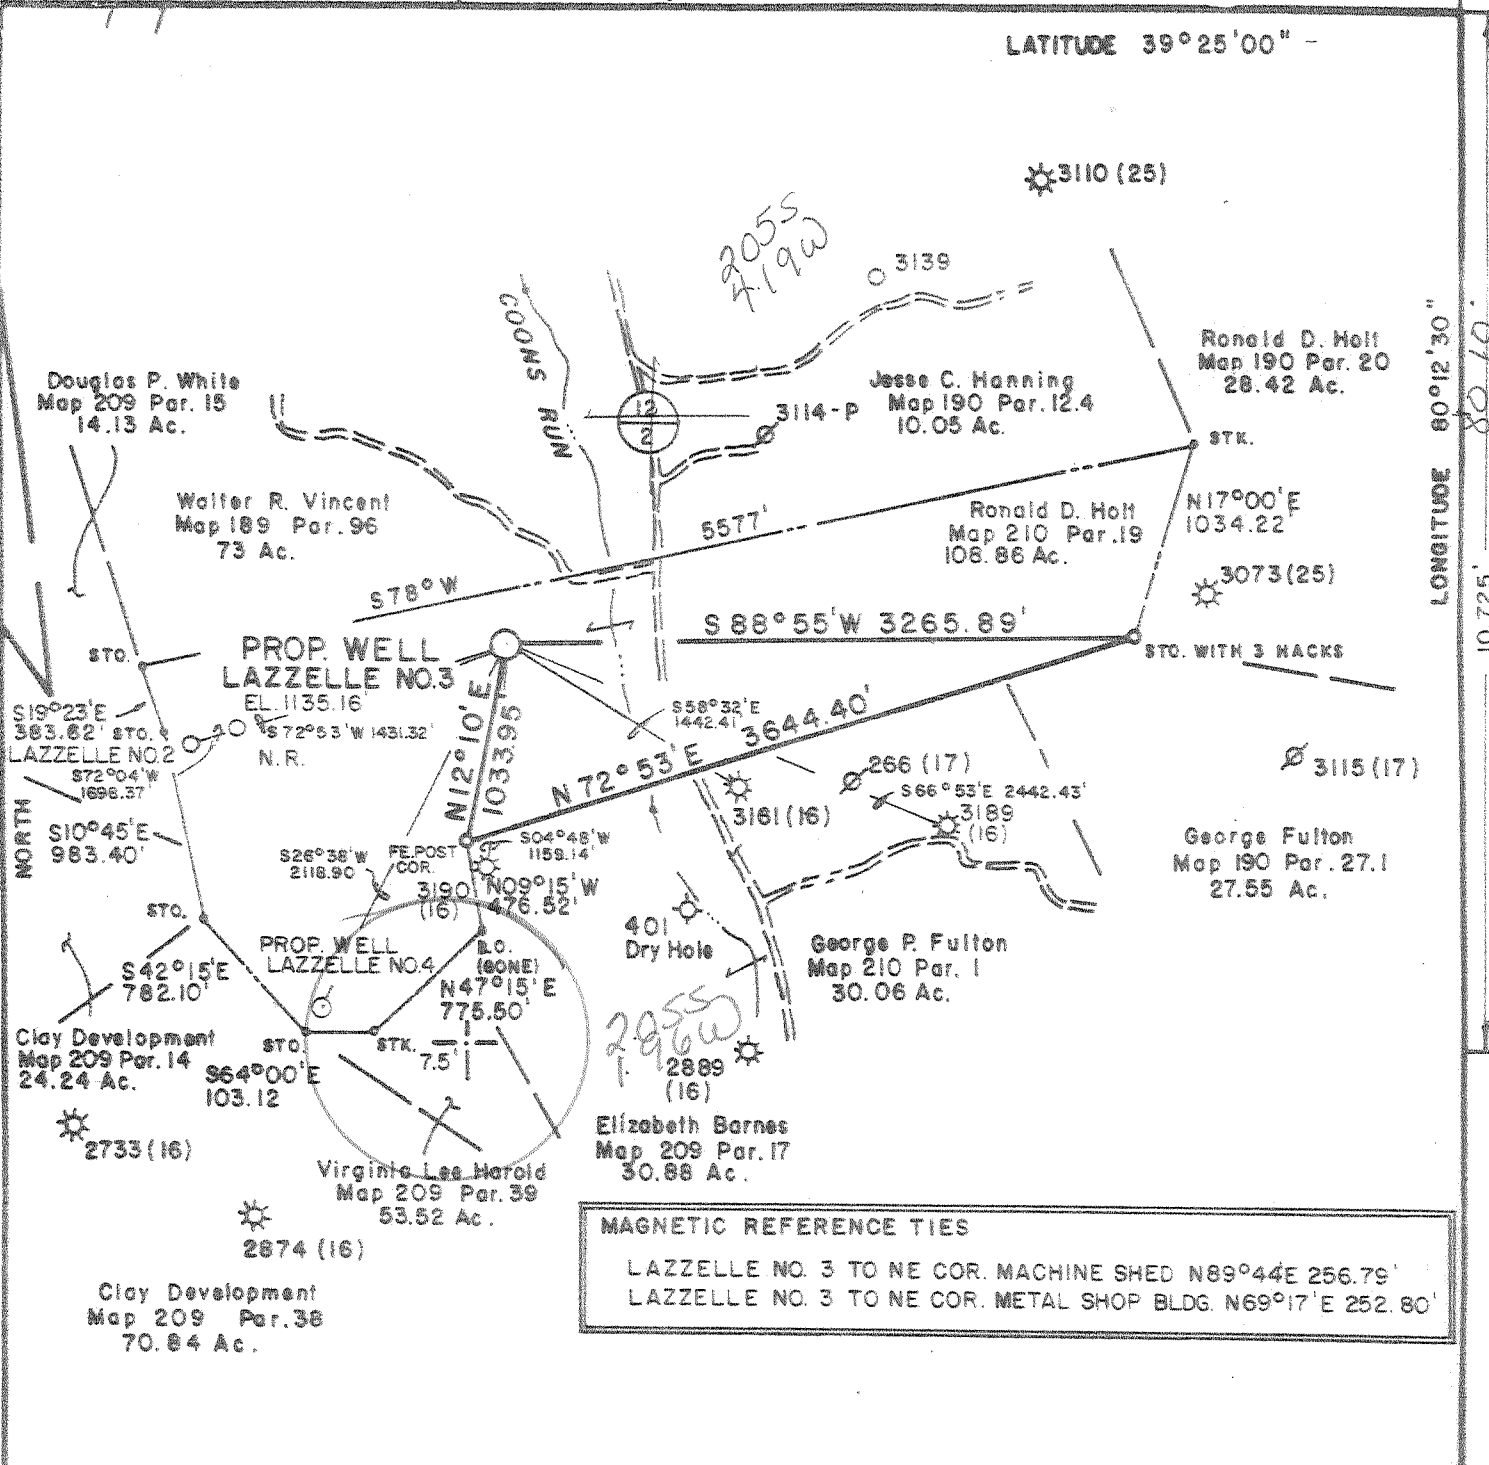 LATITUDE 39°25'00" -
3110 (25)
2.05 S
4.19 W
3139
COONS RUN
Ronald D. Holt
Map 190 Par. 20
28.42 Ac.
LONGITUDE 80°12'30"
10,725'
Douglas P. White
Map 209 Par. 15
14.13 Ac.
Jesse C. Hanning
Map 190 Par. 12.4
10.05 Ac.
12
2
3114-P
STK.
Walter R. Vincent
Map 189 Par. 96
73 Ac.
N17°00'E
1034.22'
Ronald D. Holt
Map 210 Par. 19
108.86 Ac.
5577'
S78°W
3073 (25)
S 88°55'W 3265.89'
STO. WITH 3 HACKS
STO.
PROP. WELL
LAZZELLE NO.3
EL. 1135.16'
S19°23'E
383.62'
STO.
LAZZELLE NO.2
S72°53'W 1431.32'
N.R.
S72°04'W
1698.37'
S58°32'E
1442.41'
N12°10'E
1033.95'
N 72°53'E 3644.40'
266 (17)
S66°53'E 2442.43'
3115 (17)
3161 (16)
3189
(16)
NORTH
S10°45'E
983.40'
S26°38'W
2118.90
FE. POST
COR.
S04°48'W
1159.14'
3190
(16)
N09°15'W
476.52'
George Fulton
Map 190 Par. 27.1
27.55 Ac.
STO.
401
Dry Hole
PROP. WELL
LAZZELLE NO.4
(GONE)
George P. Fulton
Map 210 Par. 1
30.06 Ac.
S42°15'E
782.10'
N47°15'E
775.50'
2.05 S
1.96 W
Clay Development
Map 209 Par. 14
24.24 Ac.
STO.
STK.
7.5'
S64°00'E
103.12
2889
(16)
2733 (16)
Elizabeth Barnes
Map 209 Par. 17
30.88 Ac.
Virginia Lee Harold
Map 209 Par. 39
53.52 Ac.
2874 (16)
MAGNETIC REFERENCE TIES
LAZZELLE NO. 3 TO NE COR. MACHINE SHED N89°44E 256.79'
LAZZELLE NO. 3 TO NE COR. METAL SHOP BLDG. N69°17'E 252.80'
Clay Development
Map 209 Par. 38
70.84 Ac.